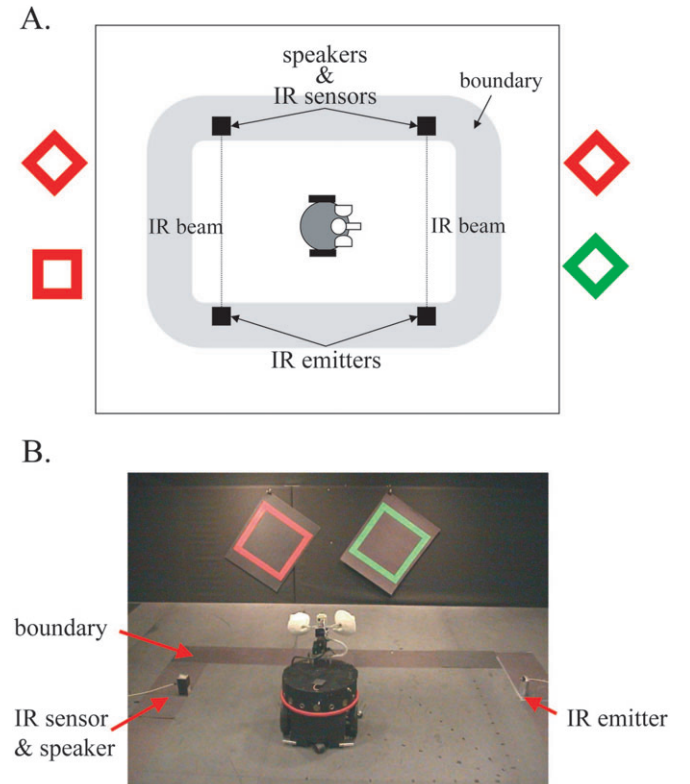 A.
speakers
&
IR sensors
boundary
IR beam
IR beam
IR emitters
B.
boundary
IR sensor
& speaker
IR emitter